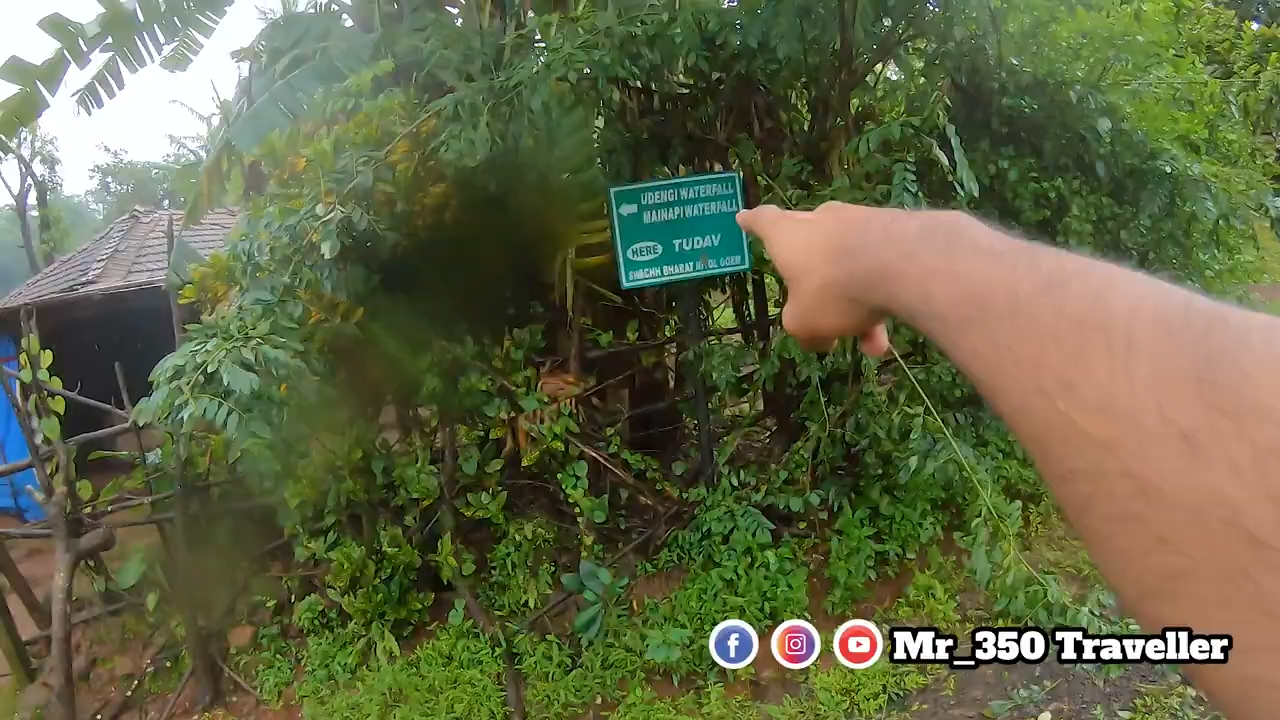 UDENGI WATERFALL
MAINAPI WATERFALL
HERE TUDAV
SWACHH BHARAT
Mr_350 Traveller